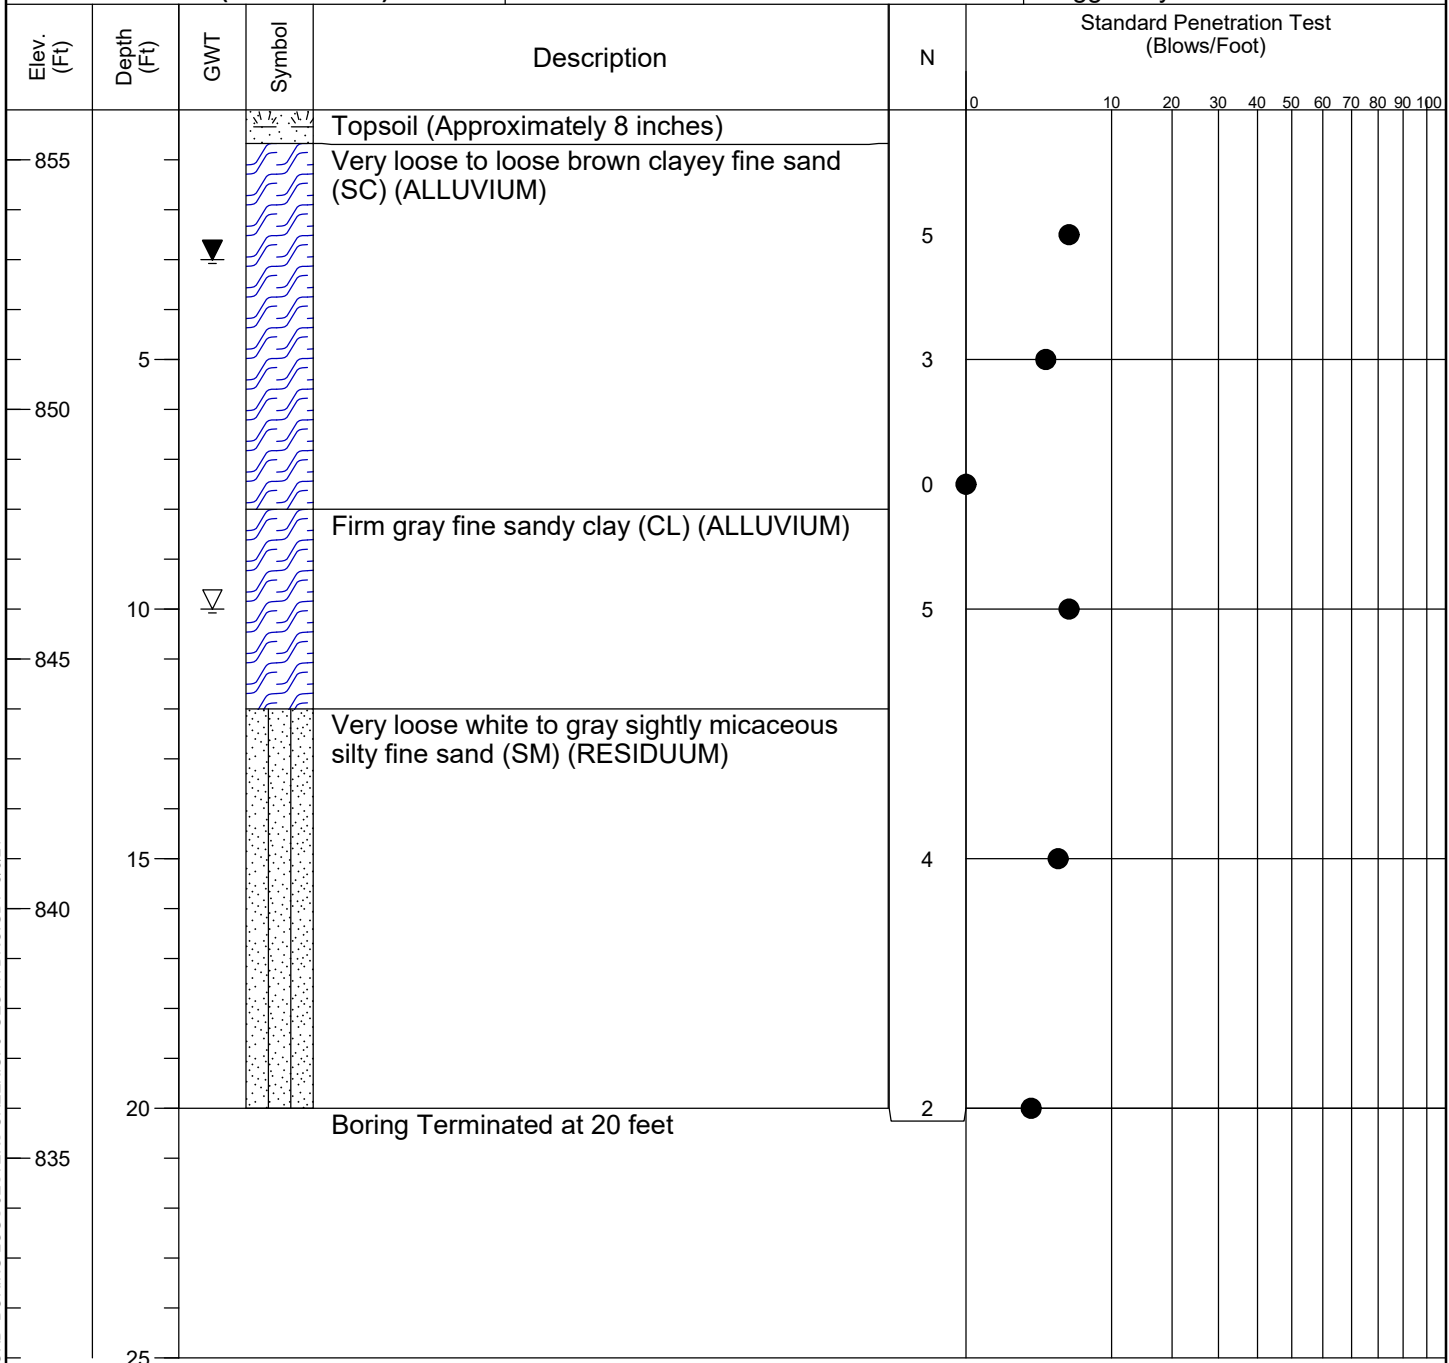 Elev.
(Ft)
Depth
(Ft)
GWT
Symbol
Description
N
Standard Penetration Test
(Blows/Foot)
0 10 20 30 40 50 60 70 80 90 100
Topsoil (Approximately 8 inches)
855
Very loose to loose brown clayey fine sand
(SC) (ALLUVIUM)
5
5
3
850
0
Firm gray fine sandy clay (CL) (ALLUVIUM)
10
5
845
Very loose white to gray sightly micaceous
silty fine sand (SM) (RESIDUUM)
15
4
840
20
2
Boring Terminated at 20 feet
835
25